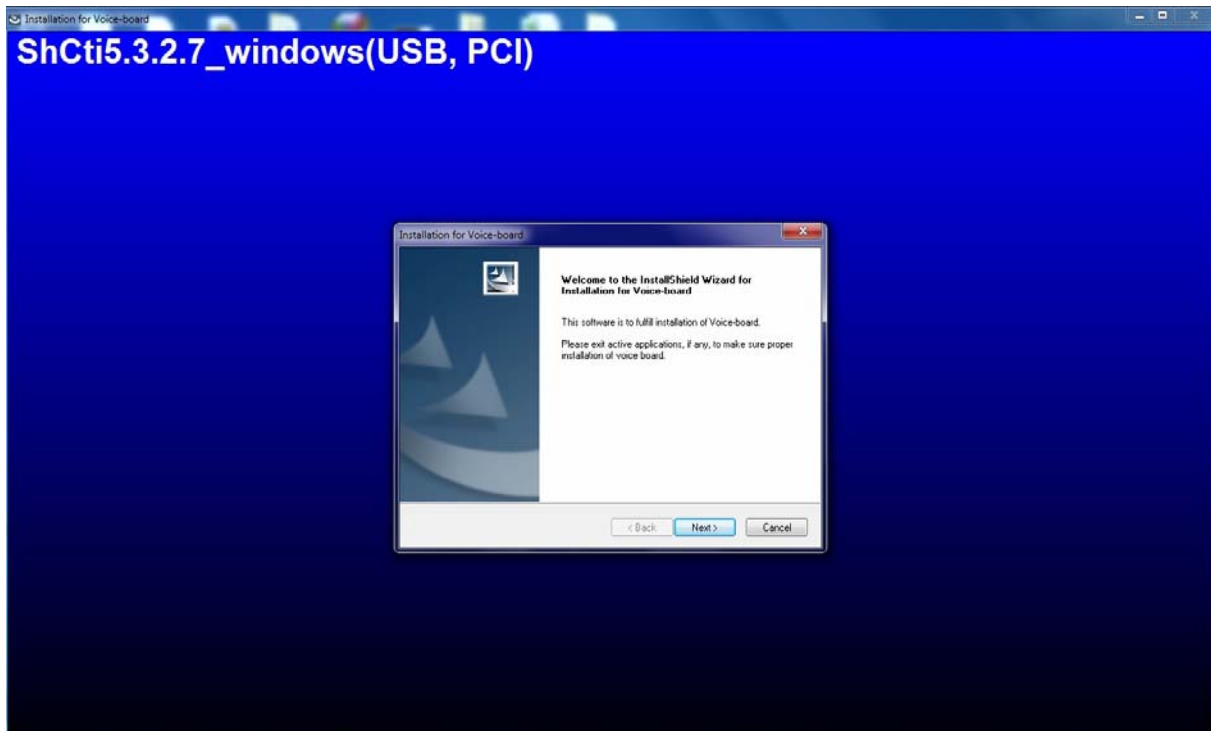 Installation for Voice-board
ShCti5.3.2.7_windows(USB, PCI)
Installation for Voice-board
Welcome to the InstallShield Wizard for
Installation for Voice-board
This software is to fulfill installation of Voice-board.
Please exit active applications, if any, to make sure proper
installation of voice board.
< Back
Next >
Cancel